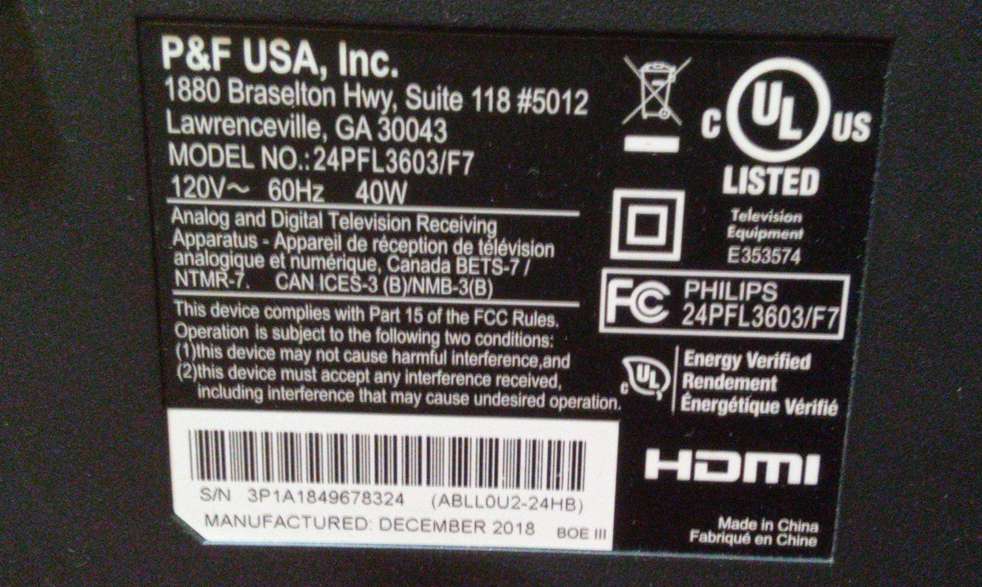 P&F USA, Inc.
1880 Braselton Hwy, Suite 118 #5012
Lawrenceville, GA 30043
MODEL NO.: 24PFL3603/F7
120V~ 60Hz 40W
Analog and Digital Television Receiving
Apparatus - Appareil de réception de télévision
analogique et numérique, Canada BETS-7 /
NTMR-7. CAN ICES-3 (B)/NMB-3(B)
This device complies with Part 15 of the FCC Rules.
Operation is subject to the following two conditions:
(1)this device may not cause harmful interference,and
(2)this device must accept any interference received,
including interference that may cause undesired operation.
S/N 3P1A1849678324 (ABLL0U2-24HB)
MANUFACTURED: DECEMBER 2018 BOE III
C UL US
LISTED
Television
Equipment
E353574
FC PHILIPS
24PFL3603/F7
c UL Energy Verified
Rendement
Énergétique Vérifié
HDMI
Made in China
Fabriqué en Chine